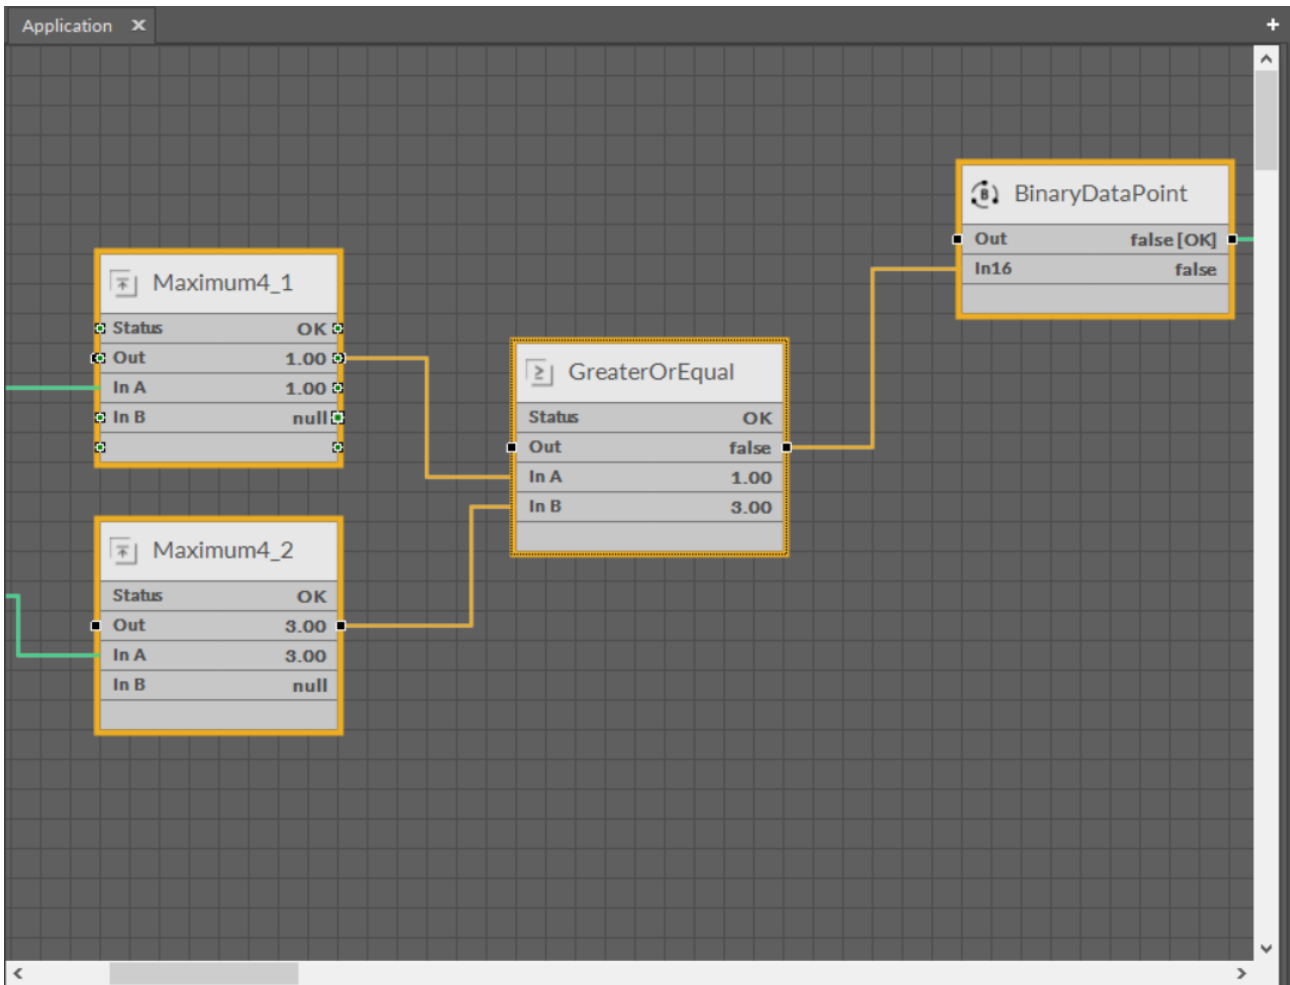 Application
BinaryDataPoint
Out false [OK]
In16 false
Maximum4_1
Status OK
Out 1.00
In A 1.00
In B null
GreaterOrEqual
Status OK
Out false
In A 1.00
In B 3.00
Maximum4_2
Status OK
Out 3.00
In A 3.00
In B null